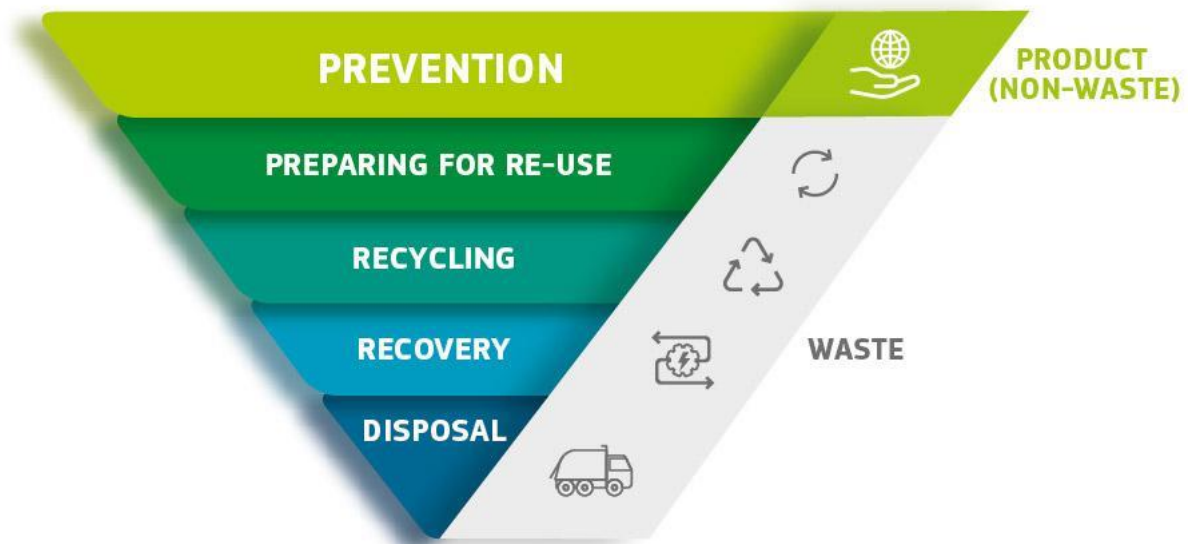 PREVENTION
PRODUCT
(NON-WASTE)
PREPARING FOR RE-USE
RECYCLING
RECOVERY
WASTE
DISPOSAL